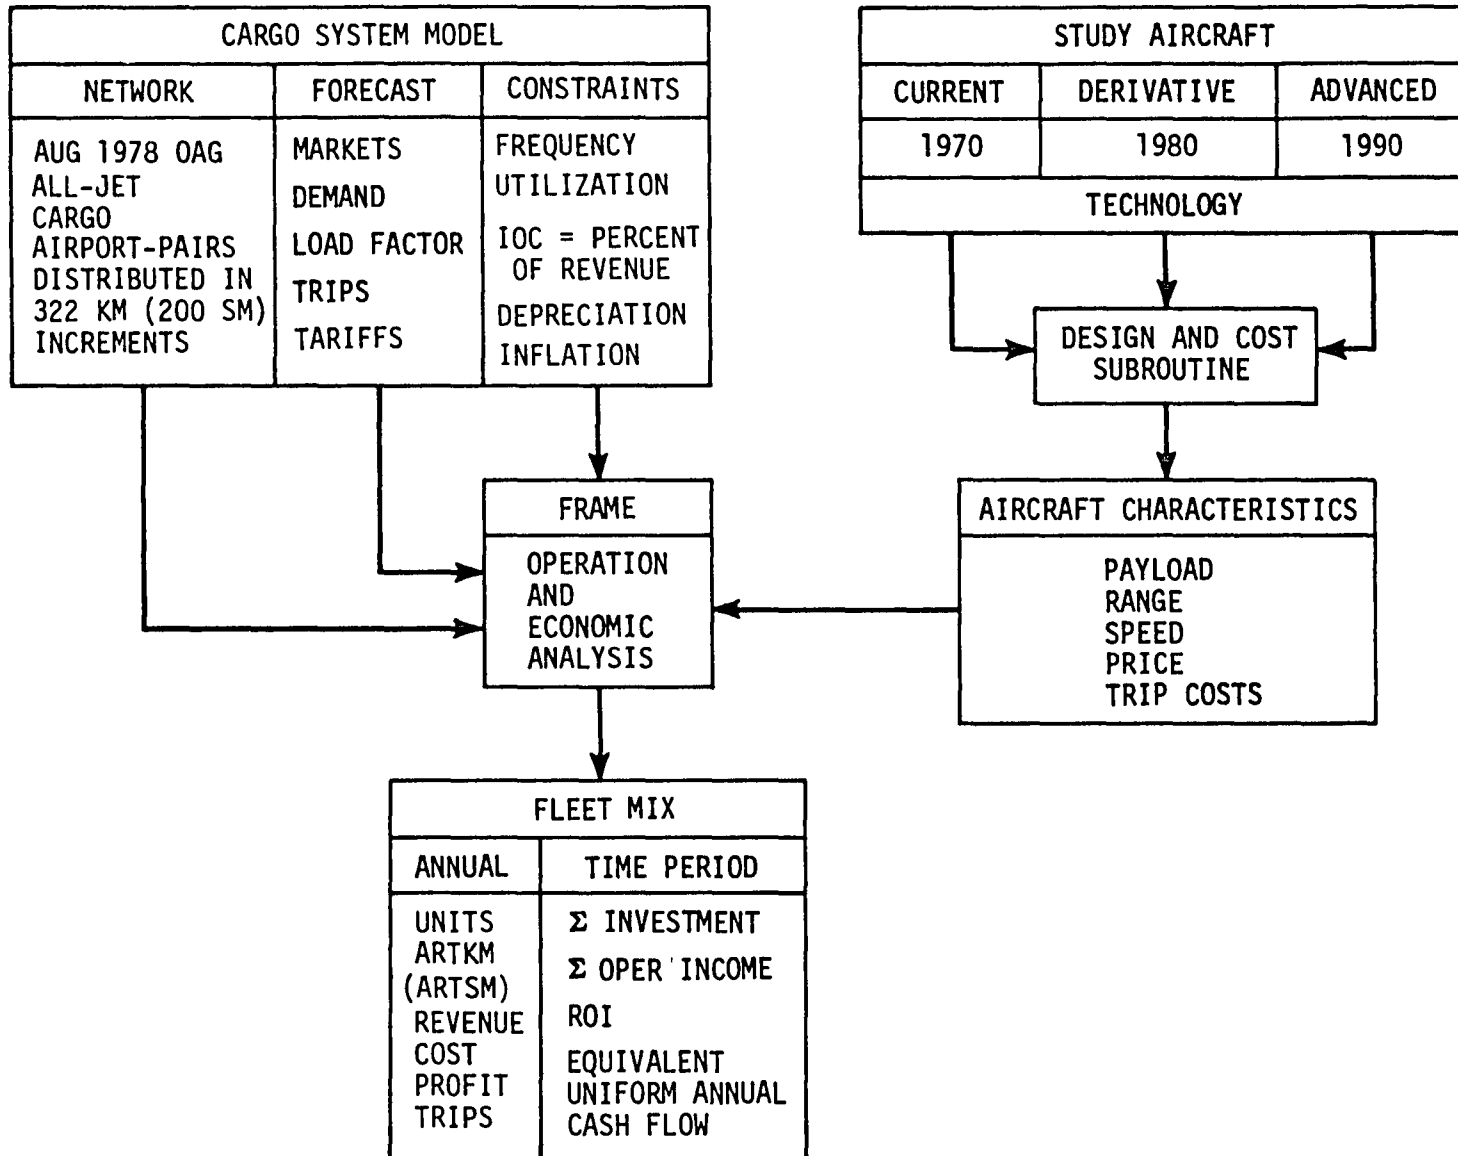 CARGO SYSTEM MODEL
NETWORK
AUG 1978 OAG
ALL-JET
CARGO
AIRPORT-PAIRS
DISTRIBUTED IN
322 KM (200 SM)
INCREMENTS
FORECAST
MARKETS
DEMAND
LOAD FACTOR
TRIPS
TARIFFS
CONSTRAINTS
FREQUENCY
UTILIZATION
IOC = PERCENT
OF REVENUE
DEPRECIATION
INFLATION
STUDY AIRCRAFT
CURRENT
DERIVATIVE
ADVANCED
1970
1980
1990
TECHNOLOGY
DESIGN AND COST
SUBROUTINE
AIRCRAFT CHARACTERISTICS
PAYLOAD
RANGE
SPEED
PRICE
TRIP COSTS
FRAME
OPERATION
AND
ECONOMIC
ANALYSIS
FLEET MIX
ANNUAL
UNITS
ARTKM
(ARTSM)
REVENUE
COST
PROFIT
TRIPS
TIME PERIOD
Σ INVESTMENT
Σ OPER INCOME
ROI
EQUIVALENT
UNIFORM ANNUAL
CASH FLOW